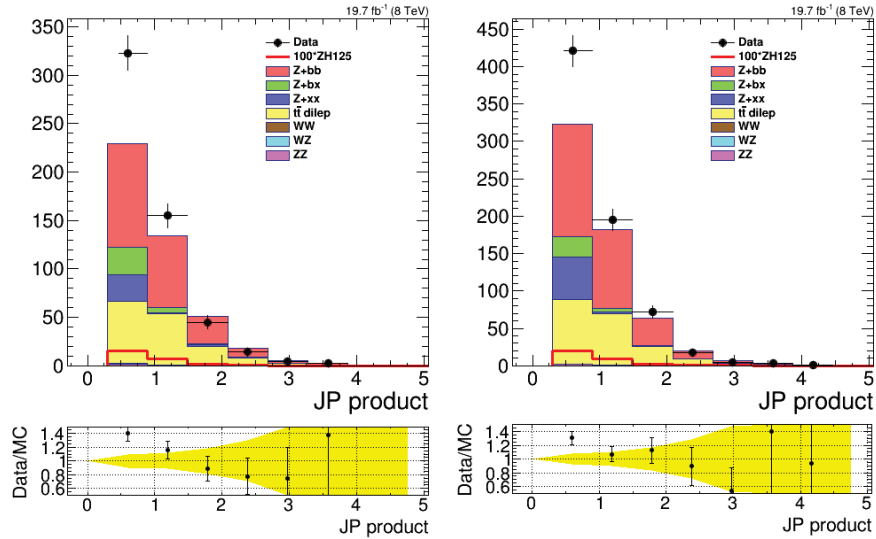 19.7 fb⁻¹ (8 TeV)
350
300
250
200
150
100
50
0
Data
100*ZH125
Z+bb
Z+bx
Z+xx
tt̄ dilep
WW
WZ
ZZ
0 1 2 3 4 5
JP product
Data/MC
1.4
1.2
1
0.8
0.6
0 1 2 3 4 5
JP product
19.7 fb⁻¹ (8 TeV)
450
400
350
300
250
200
150
100
50
0
Data
100*ZH125
Z+bb
Z+bx
Z+xx
tt̄ dilep
WW
WZ
ZZ
0 1 2 3 4 5
JP product
Data/MC
1.4
1.2
1
0.8
0.6
0 1 2 3 4 5
JP product